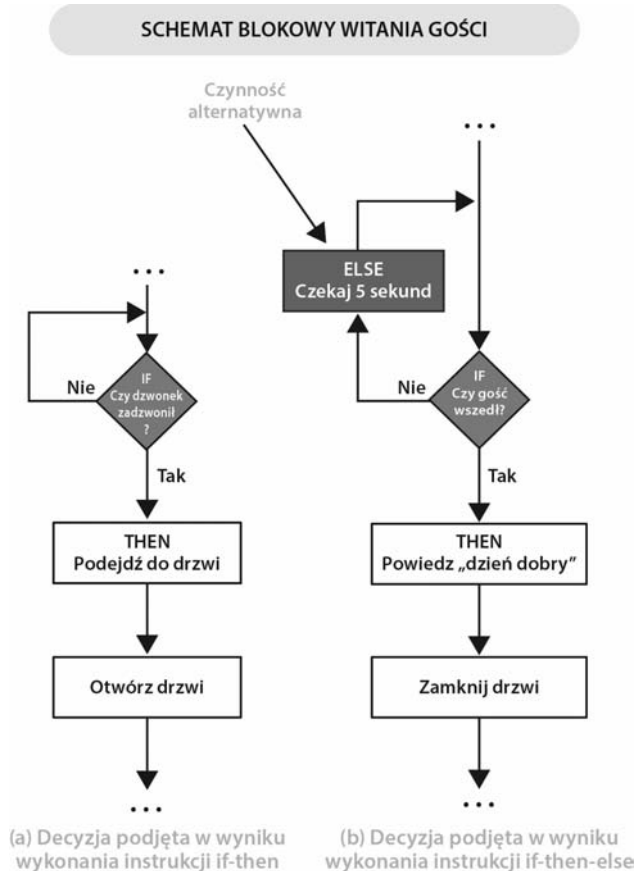 SCHEMAT BLOKOWY WITANIA GOŚCI
Czynność
alternatywna
...
ELSE
Czekaj 5 sekund
...
Nie
IF
Czy dzwonek
zadzwonił
?
Nie
IF
Czy gość
wszedł?
Tak
Tak
THEN
Podejdź do drzwi
THEN
Powiedz „dzień dobry”
Otwórz drzwi
Zamknij drzwi
...
...
(a) Decyzja podjęta w wyniku
wykonania instrukcji if-then
(b) Decyzja podjęta w wyniku
wykonania instrukcji if-then-else